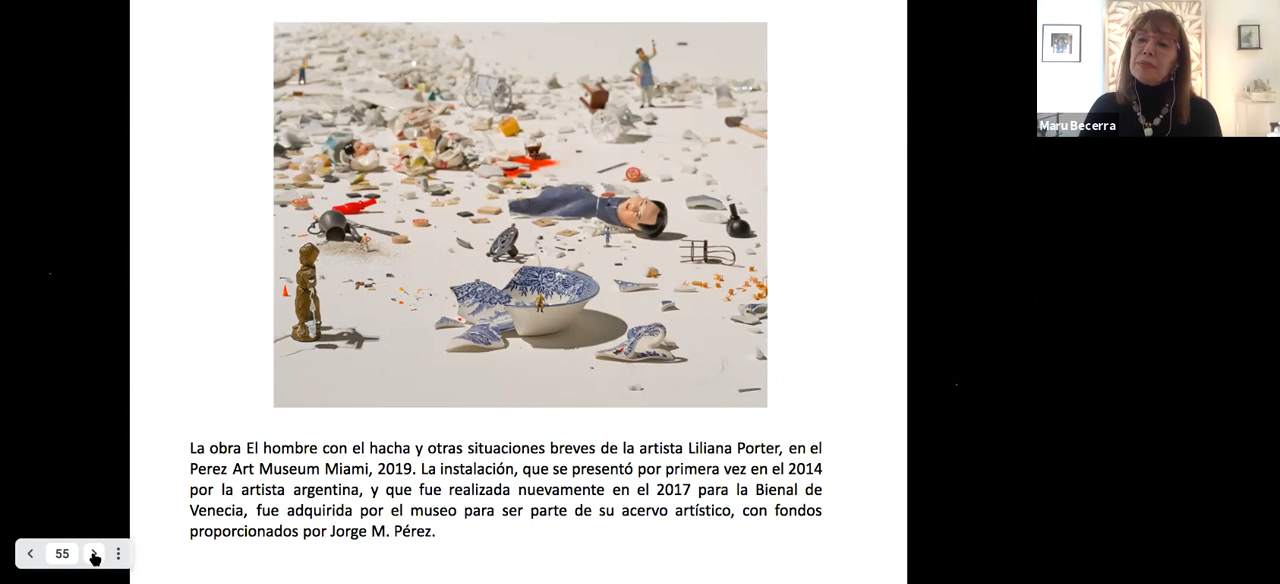 Maru Becerra
La obra El hombre con el hacha y otras situaciones breves de la artista Liliana Porter, en el
Perez Art Museum Miami, 2019. La instalación, que se presentó por primera vez en el 2014
por la artista argentina, y que fue realizada nuevamente en el 2017 para la Bienal de
Venecia, fue adquirida por el museo para ser parte de su acervo artístico, con fondos
proporcionados por Jorge M. Pérez.
55